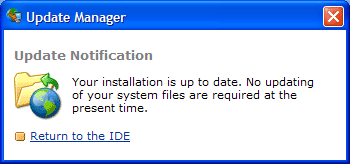 Update Manager
Update Notification
Your installation is up to date. No updating
of your system files are required at the
present time.
Return to the IDE